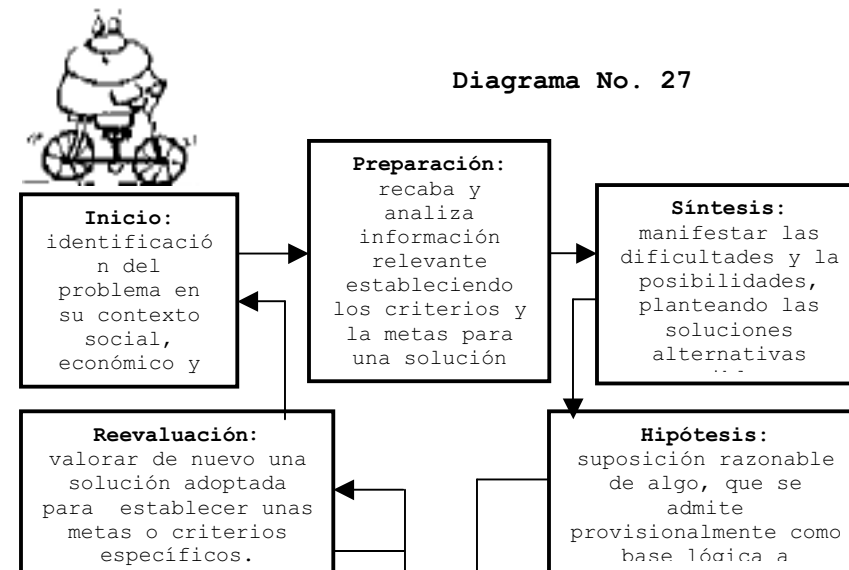 Diagrama No. 27
Inicio:
identificació
n del
problema en
su contexto
social,
económico y
Preparación:
recaba y
analiza
información
relevante
estableciendo
los criterios y
la metas para
una solución
Síntesis:
manifestar las
dificultades y la
posibilidades,
planteando las
soluciones
alternativas
Reevaluación:
valorar de nuevo una
solución adoptada
para establecer unas
metas o criterios
específicos.
Hipótesis:
suposición razonable
de algo, que se
admite
provisionalmente como
base lógica a